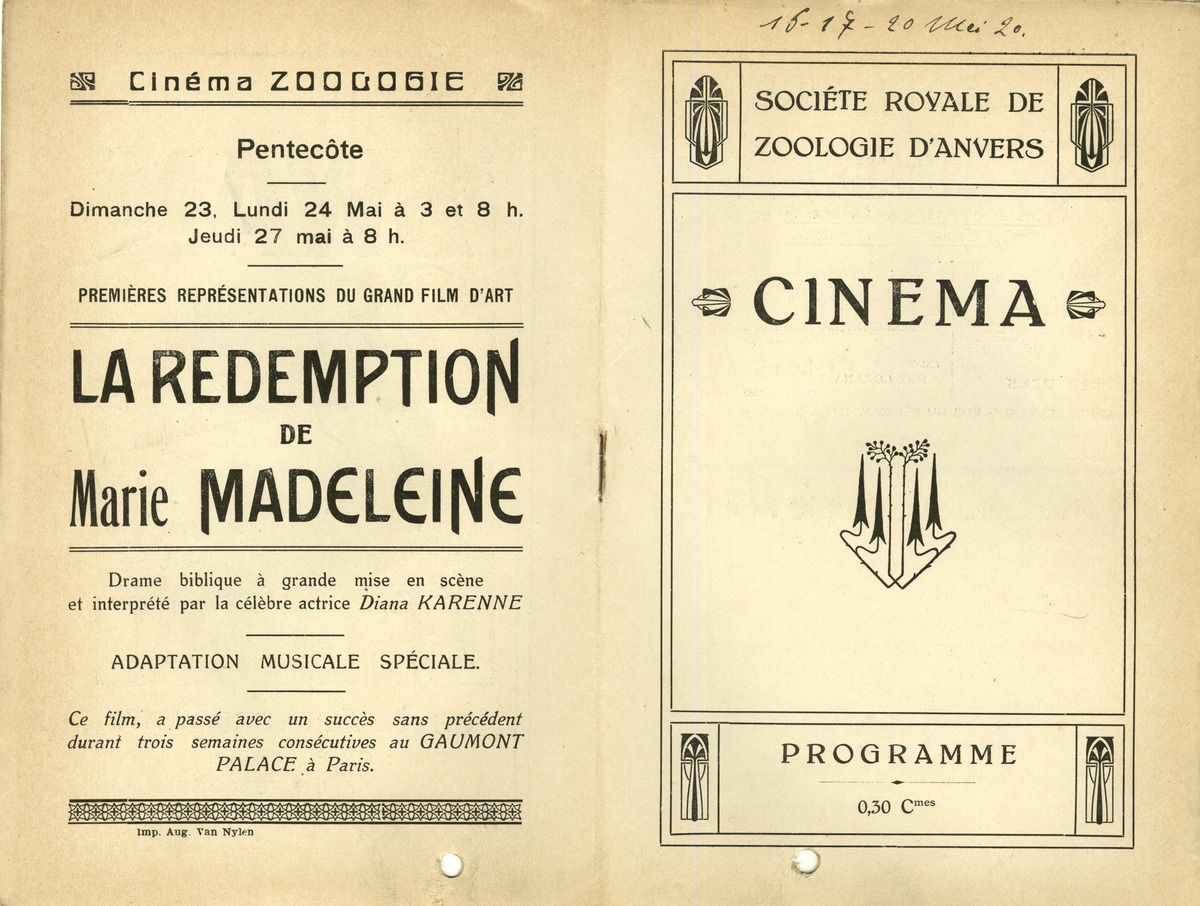 Cinéma ZOOLOGIE
Pentecôte
Dimanche 23, Lundi 24 Mai à 3 et 8 h.
Jeudi 27 mai à 8 h.
PREMIÈRES REPRÉSENTATIONS DU GRAND FILM D'ART
LA REDEMPTION
DE
Marie MADELEINE
Drame biblique à grande mise en scène
et interprété par la célèbre actrice Diana KARENNE
ADAPTATION MUSICALE SPÉCIALE.
Ce film, a passé avec un succès sans précédent
durant trois semaines consécutives au GAUMONT
PALACE à Paris.
Imp. Aug. Van Nylen
16-17-20 Mei 20.
SOCIÉTE ROYALE DE
ZOOLOGIE D'ANVERS
CINEMA
PROGRAMME
0,30 Cmes